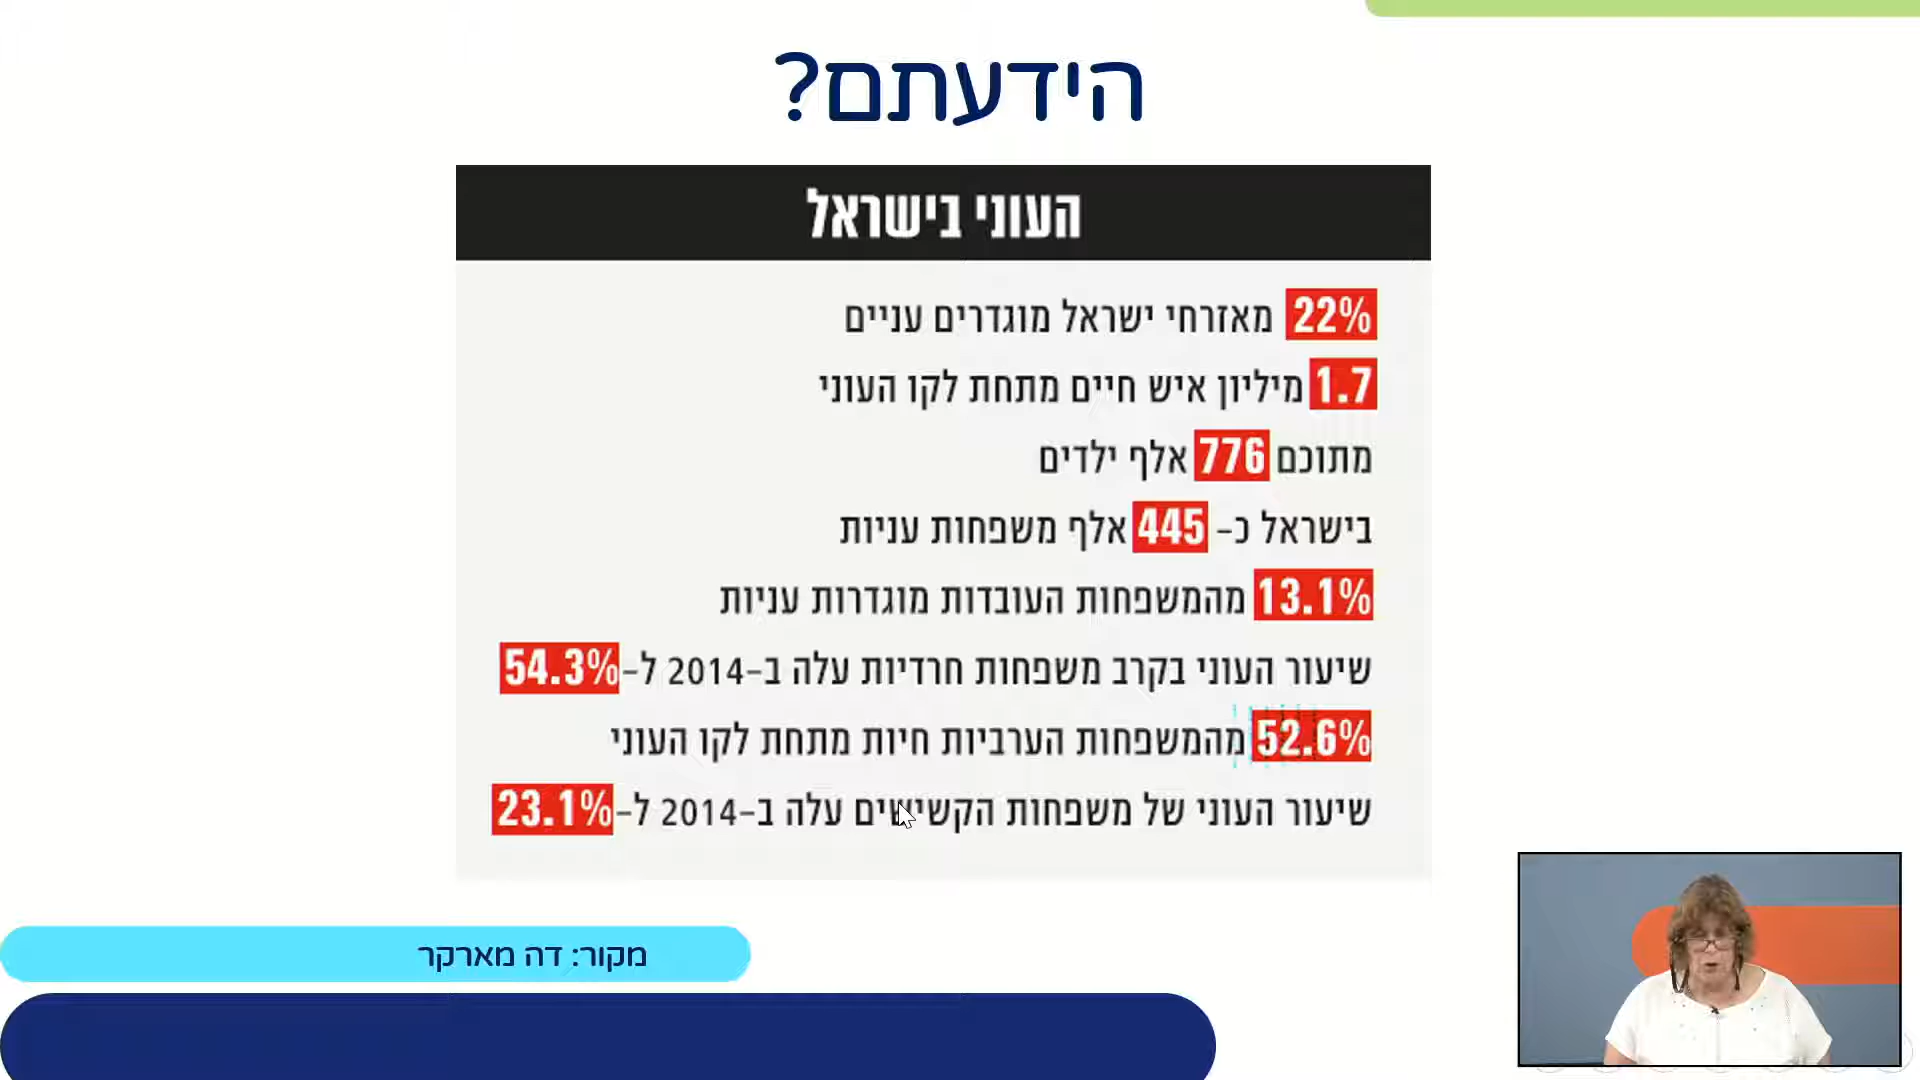 הידעתם?
העוני בישראל
22% מאזרחי ישראל מוגדרים עניים
1.7 מיליון איש חיים מתחת לקו העוני
מתוכם 776 אלף ילדים
בישראל כ- 445 אלף משפחות עניות
13.1% מהמשפחות העובדות מוגדרות עניות
שיעור העוני בקרב משפחות חרדיות עלה ב-2014 ל-54.3%
52.6% מהמשפחות הערביות חיות מתחת לקו העוני
שיעור העוני של משפחות הקשישים עלה ב-2014 ל-23.1%
מקור: דה מארקר